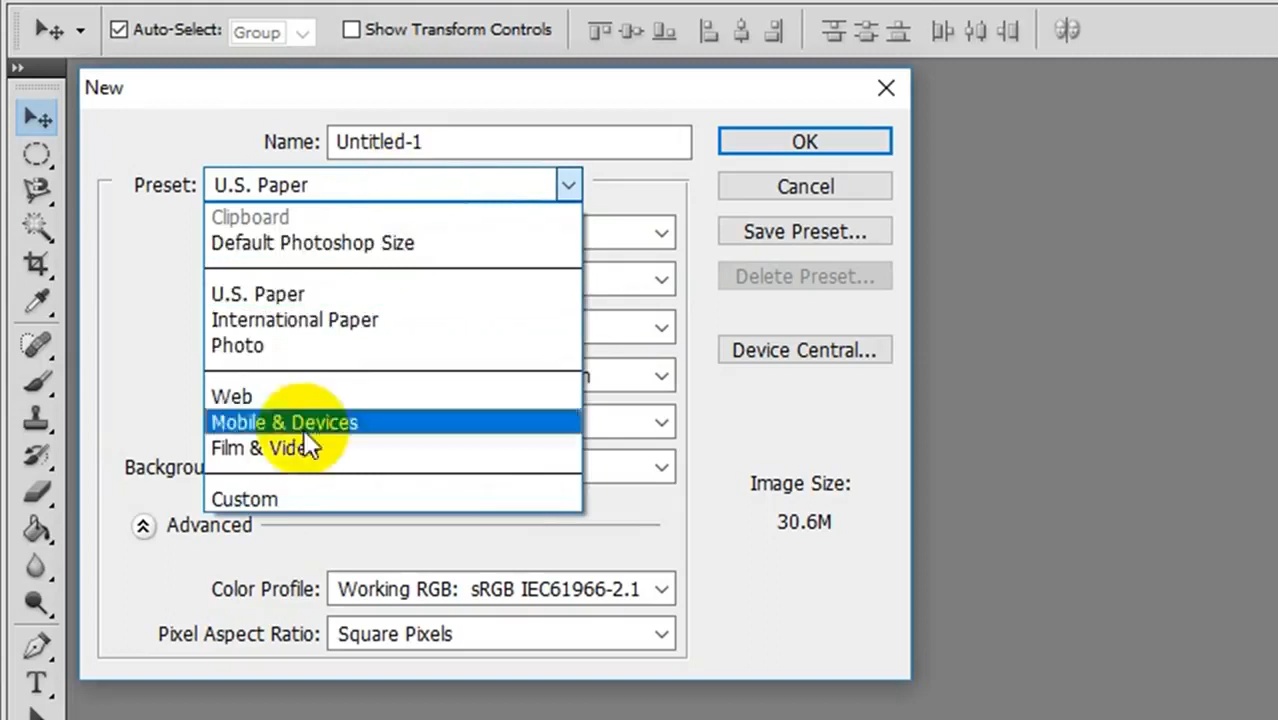 Auto-Select: Group Show Transform Controls
New
Name: Untitled-1
OK
Preset: U.S. Paper
Cancel
Clipboard
Default Photoshop Size
Save Preset...
Delete Preset...
U.S. Paper
International Paper
Photo
Device Central...
Web
Mobile & Devices
Film & Vide
Backgrou
Custom
Image Size:
30.6M
Advanced
Color Profile: Working RGB: sRGB IEC61966-2.1
Pixel Aspect Ratio: Square Pixels
T